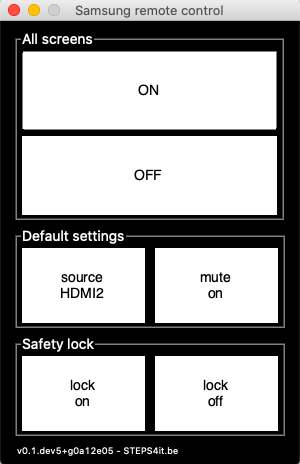 Samsung remote control
All screens
ON
OFF
Default settings
source
HDMI2
mute
on
Safety lock
lock
on
lock
off
v0.1.dev5+g0a12e05 - STEPS4it.be